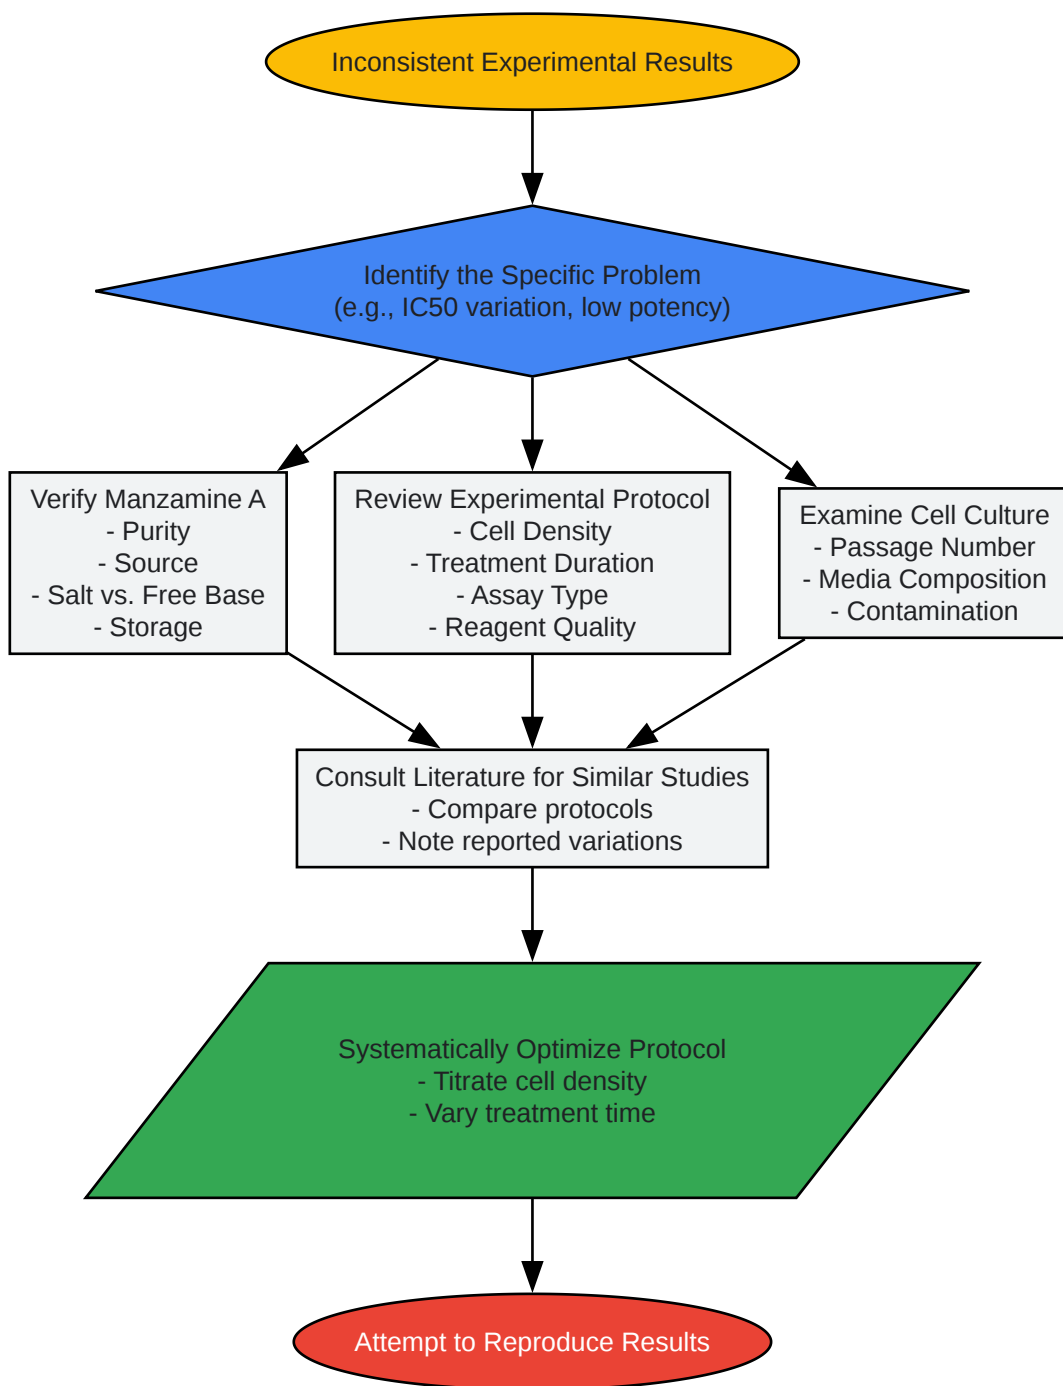 Inconsistent Experimental Results
Identify the Specific Problem
(e.g., IC50 variation, low potency)
Verify Manzamine A
- Purity
- Source
- Salt vs. Free Base
- Storage
Review Experimental Protocol
- Cell Density
- Treatment Duration
- Assay Type
- Reagent Quality
Examine Cell Culture
- Passage Number
- Media Composition
- Contamination
Consult Literature for Similar Studies
- Compare protocols
- Note reported variations
Systematically Optimize Protocol
- Titrate cell density
- Vary treatment time
Attempt to Reproduce Results